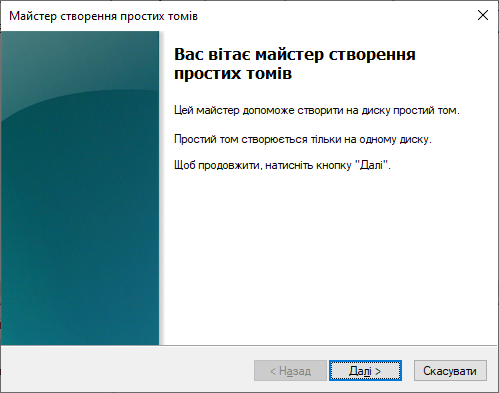 Майстер створення простих томів
Вас вітає майстер створення
простих томів
Цей майстер допоможе створити на диску простий том.
Простий том створюється тільки на одному диску.
Щоб продовжити, натисніть кнопку "Далі".
< Назад
Далі >
Скасувати